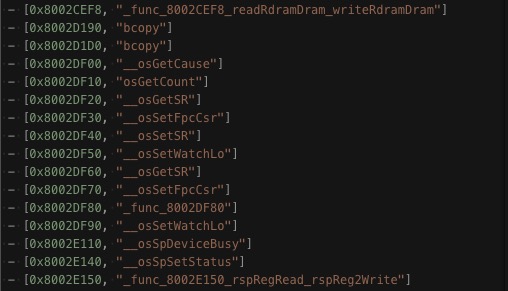 - [0x8002CEF8, "_func_8002CEF8_readRdramDram_writeRdramDram"]
- [0x8002D190, "bcopy"]
- [0x8002D1D0, "bcopy"]
- [0x8002DF00, "__osGetCause"]
- [0x8002DF10, "osGetCount"]
- [0x8002DF20, "__osGetSR"]
- [0x8002DF30, "__osSetFpcCsr"]
- [0x8002DF40, "__osSetSR"]
- [0x8002DF50, "__osSetWatchLo"]
- [0x8002DF60, "__osGetSR"]
- [0x8002DF70, "__osSetFpcCsr"]
- [0x8002DF80, "_func_8002DF80"]
- [0x8002DF90, "__osSetWatchLo"]
- [0x8002E110, "__osSpDeviceBusy"]
- [0x8002E140, "__osSpSetStatus"]
- [0x8002E150, "_func_8002E150_rspRegRead_rspReg2Write"]